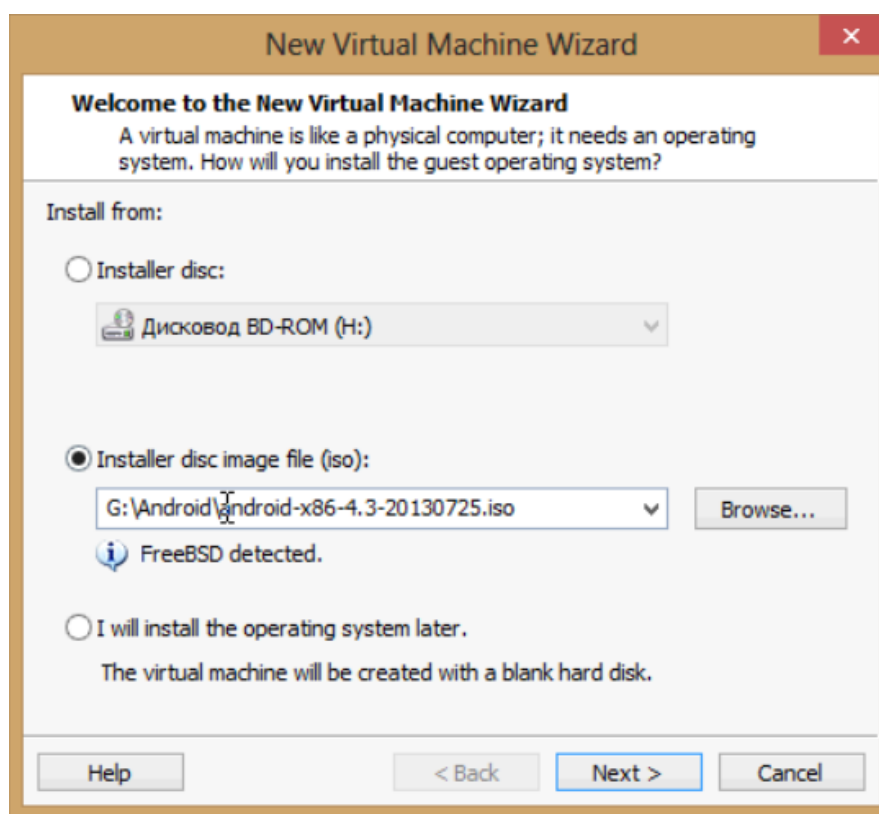 New Virtual Machine Wizard
Welcome to the New Virtual Machine Wizard
A virtual machine is like a physical computer; it needs an operating
system. How will you install the guest operating system?
Install from:
Installer disc:
Дисковод BD-ROM (H:)
Installer disc image file (iso):
G:\Android\android-x86-4.3-20130725.iso
Browse...
FreeBSD detected.
I will install the operating system later.
The virtual machine will be created with a blank hard disk.
Help < Back Next > Cancel